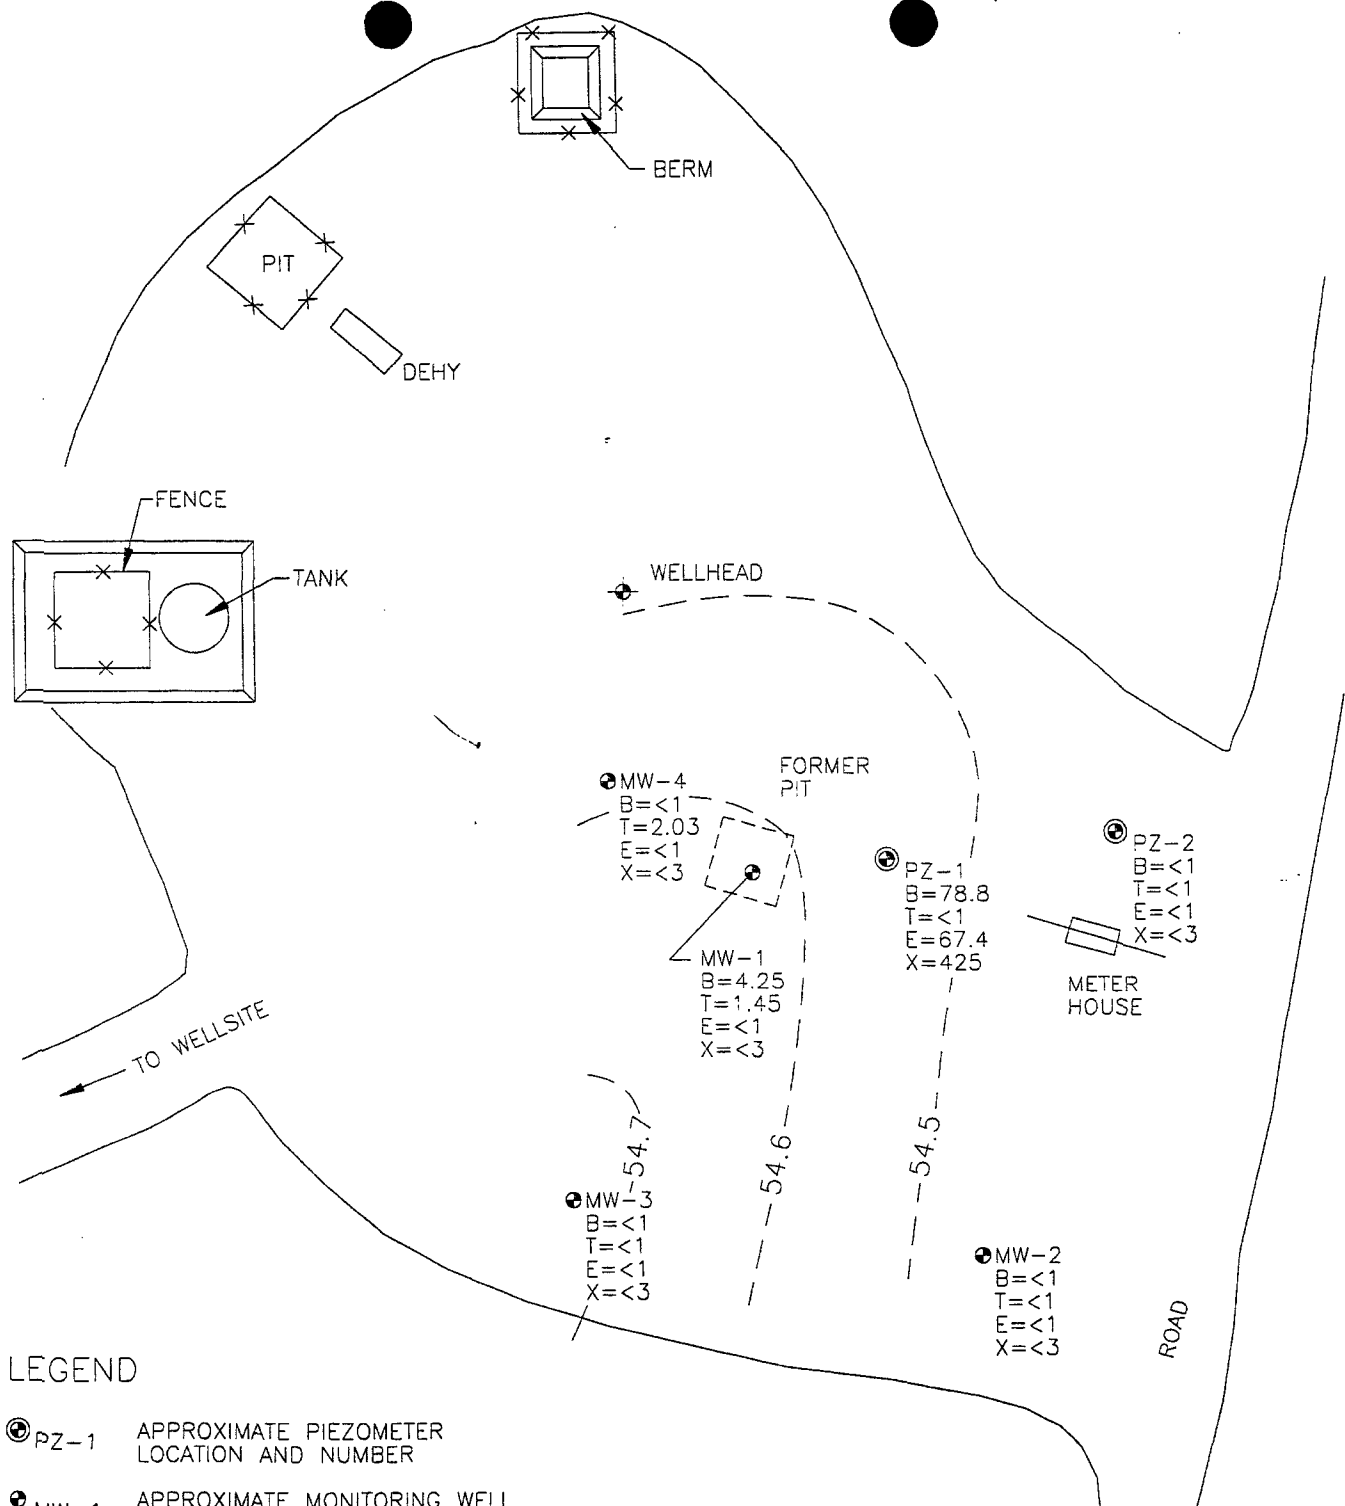 BERM
PIT
DEHY
FENCE
TANK
WELLHEAD
FORMER
PIT
MW-4
B=<1
T=2.03
E=<1
X=<3
PZ-1
B=78.8
T=<1
E=67.4
X=425
PZ-2
B=<1
T=<1
E=<1
X=<3
MW-1
B=4.25
T=1.45
E=<1
X=<3
METER
HOUSE
TO WELLSITE
54.7
54.6
54.5
MW-3
B=<1
T=<1
E=<1
X=<3
MW-2
B=<1
T=<1
E=<1
X=<3
ROAD
LEGEND
PZ-1 APPROXIMATE PIEZOMETER
LOCATION AND NUMBER
MW-1 APPROXIMATE MONITORING WELL